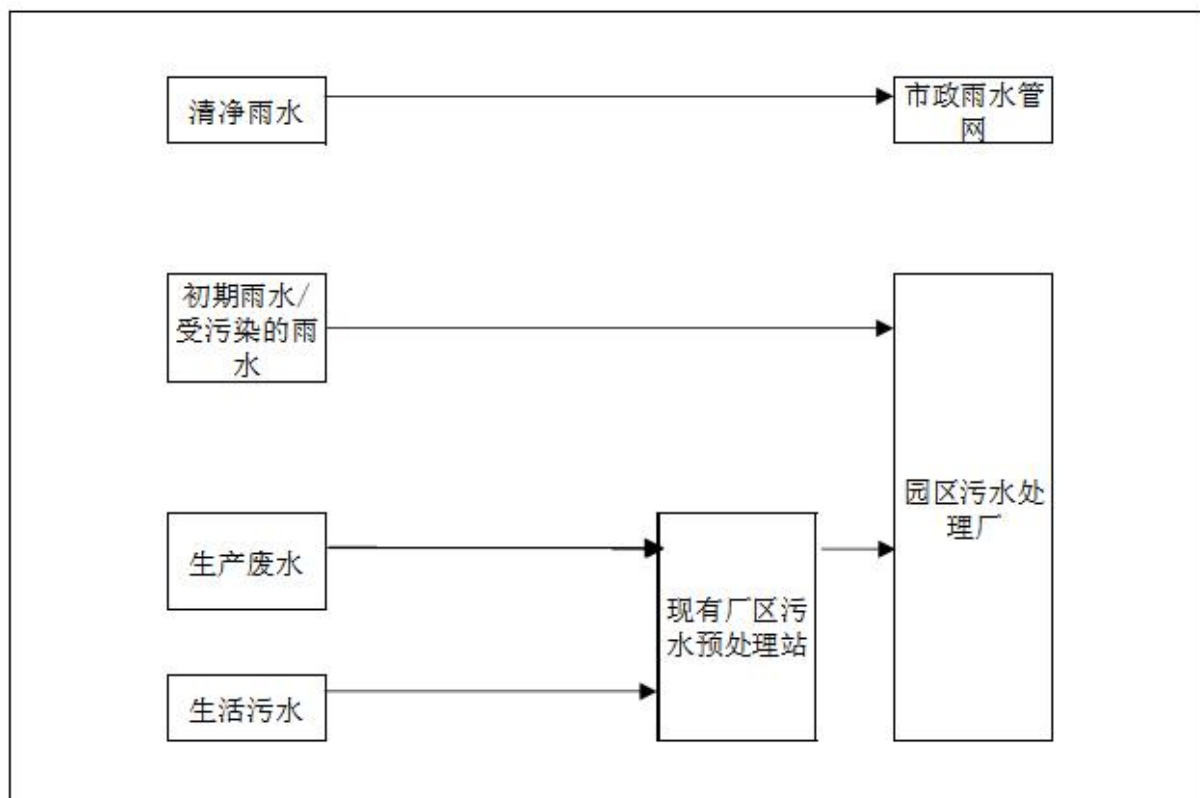 清净雨水
市政雨水管
网
初期雨水/
受污染的雨
水
园区污水处
理厂
生产废水
现有厂区污
水预处理站
生活污水